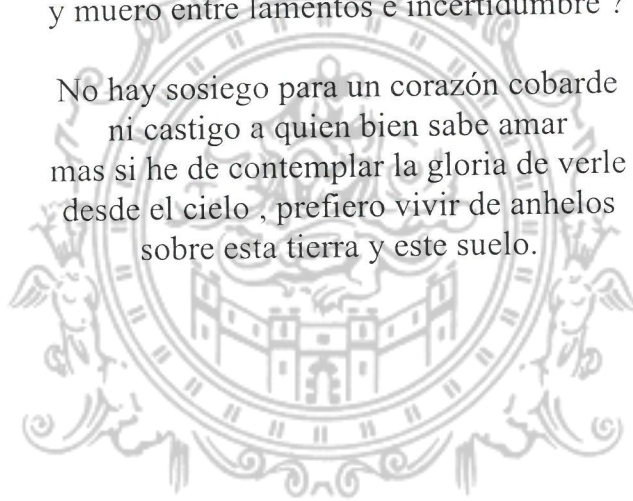 y muero entre lamentos e incertidumbre ?
No hay sosiego para un corazón cobarde
ni castigo a quien bien sabe amar
mas si he de contemplar la gloria de verle
desde el cielo , prefiero vivir de anhelos
sobre esta tierra y este suelo.